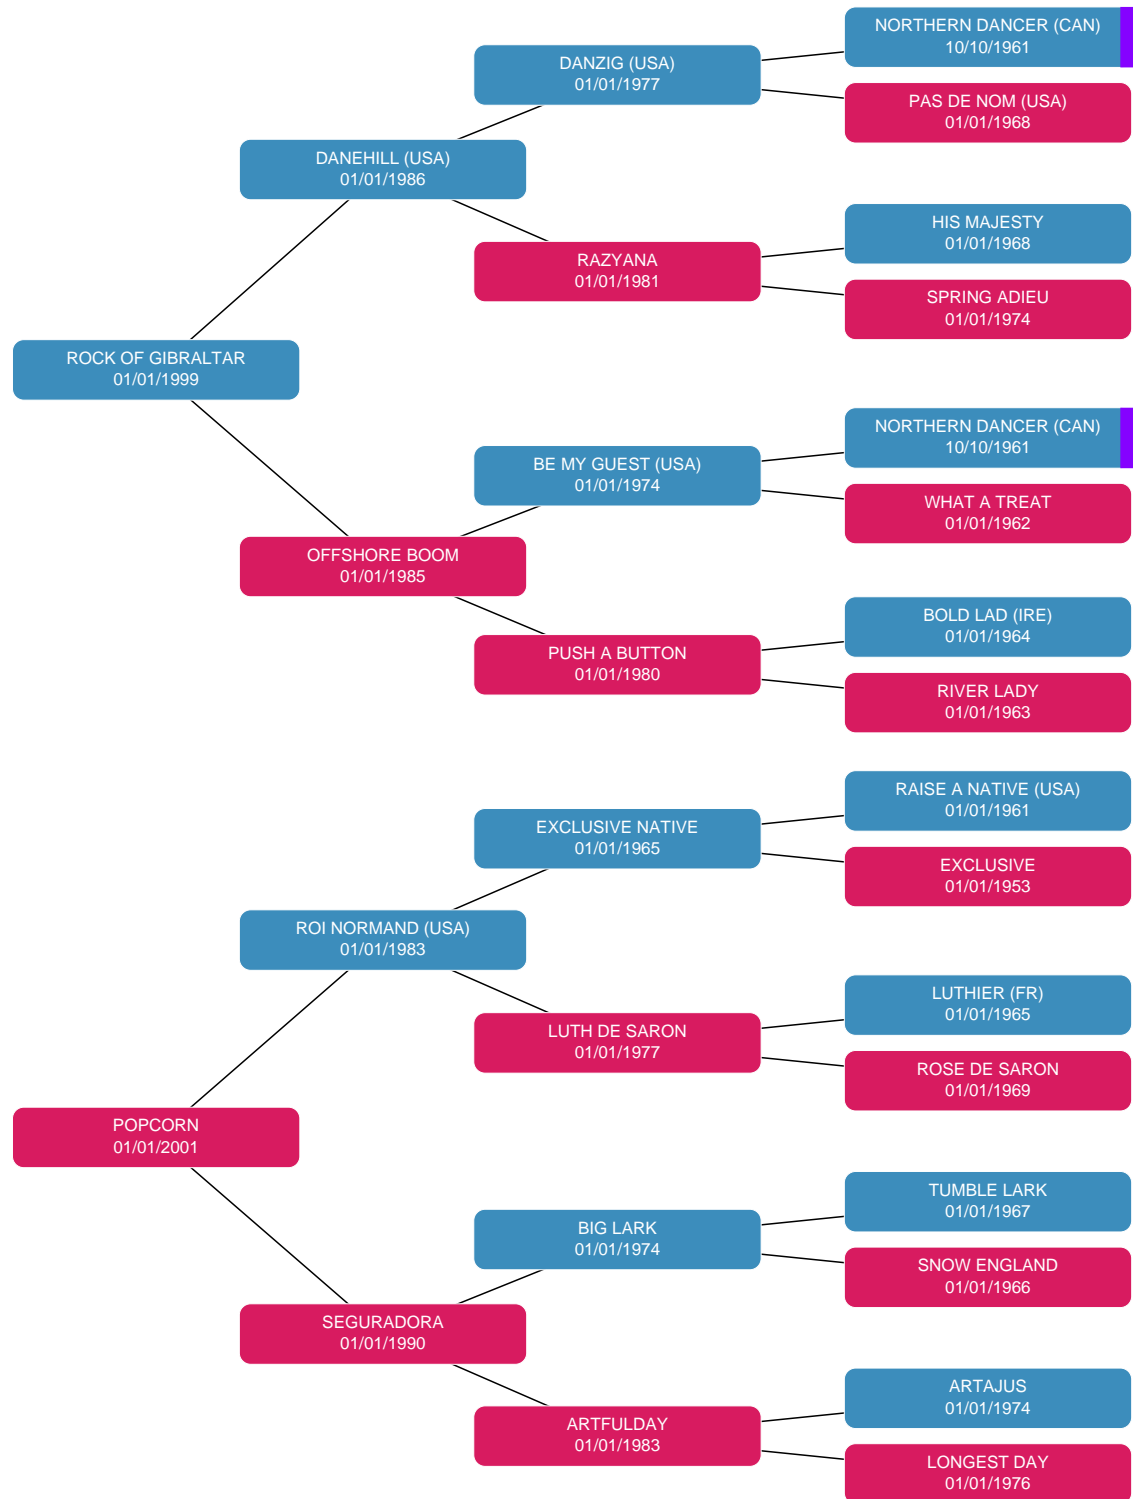 NORTHERN DANCER (CAN)
10/10/1961
DANZIG (USA)
01/01/1977
PAS DE NOM (USA)
01/01/1968
DANEHILL (USA)
01/01/1986
HIS MAJESTY
01/01/1968
RAZYANA
01/01/1981
SPRING ADIEU
01/01/1974
ROCK OF GIBRALTAR
01/01/1999
NORTHERN DANCER (CAN)
10/10/1961
BE MY GUEST (USA)
01/01/1974
WHAT A TREAT
01/01/1962
OFFSHORE BOOM
01/01/1985
BOLD LAD (IRE)
01/01/1964
PUSH A BUTTON
01/01/1980
RIVER LADY
01/01/1963
RAISE A NATIVE (USA)
01/01/1961
EXCLUSIVE NATIVE
01/01/1965
EXCLUSIVE
01/01/1953
ROI NORMAND (USA)
01/01/1983
LUTHIER (FR)
01/01/1965
LUTH DE SARON
01/01/1977
ROSE DE SARON
01/01/1969
POPCORN
01/01/2001
TUMBLE LARK
01/01/1967
BIG LARK
01/01/1974
SNOW ENGLAND
01/01/1966
SEGURADORA
01/01/1990
ARTAJUS
01/01/1974
ARTFULDAY
01/01/1983
LONGEST DAY
01/01/1976